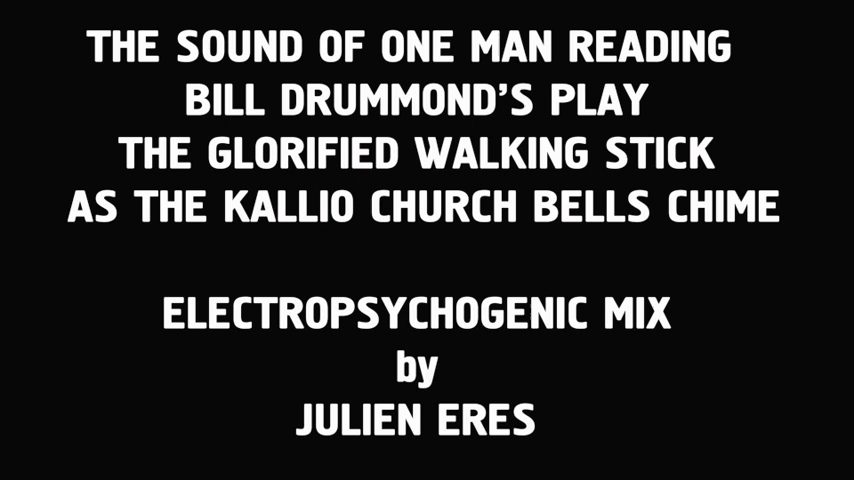 THE SOUND OF ONE MAN READING
BILL DRUMMOND'S PLAY
THE GLORIFIED WALKING STICK
AS THE KALLIO CHURCH BELLS CHIME
ELECTROPSYCHOGENIC MIX
by
JULIEN ERES